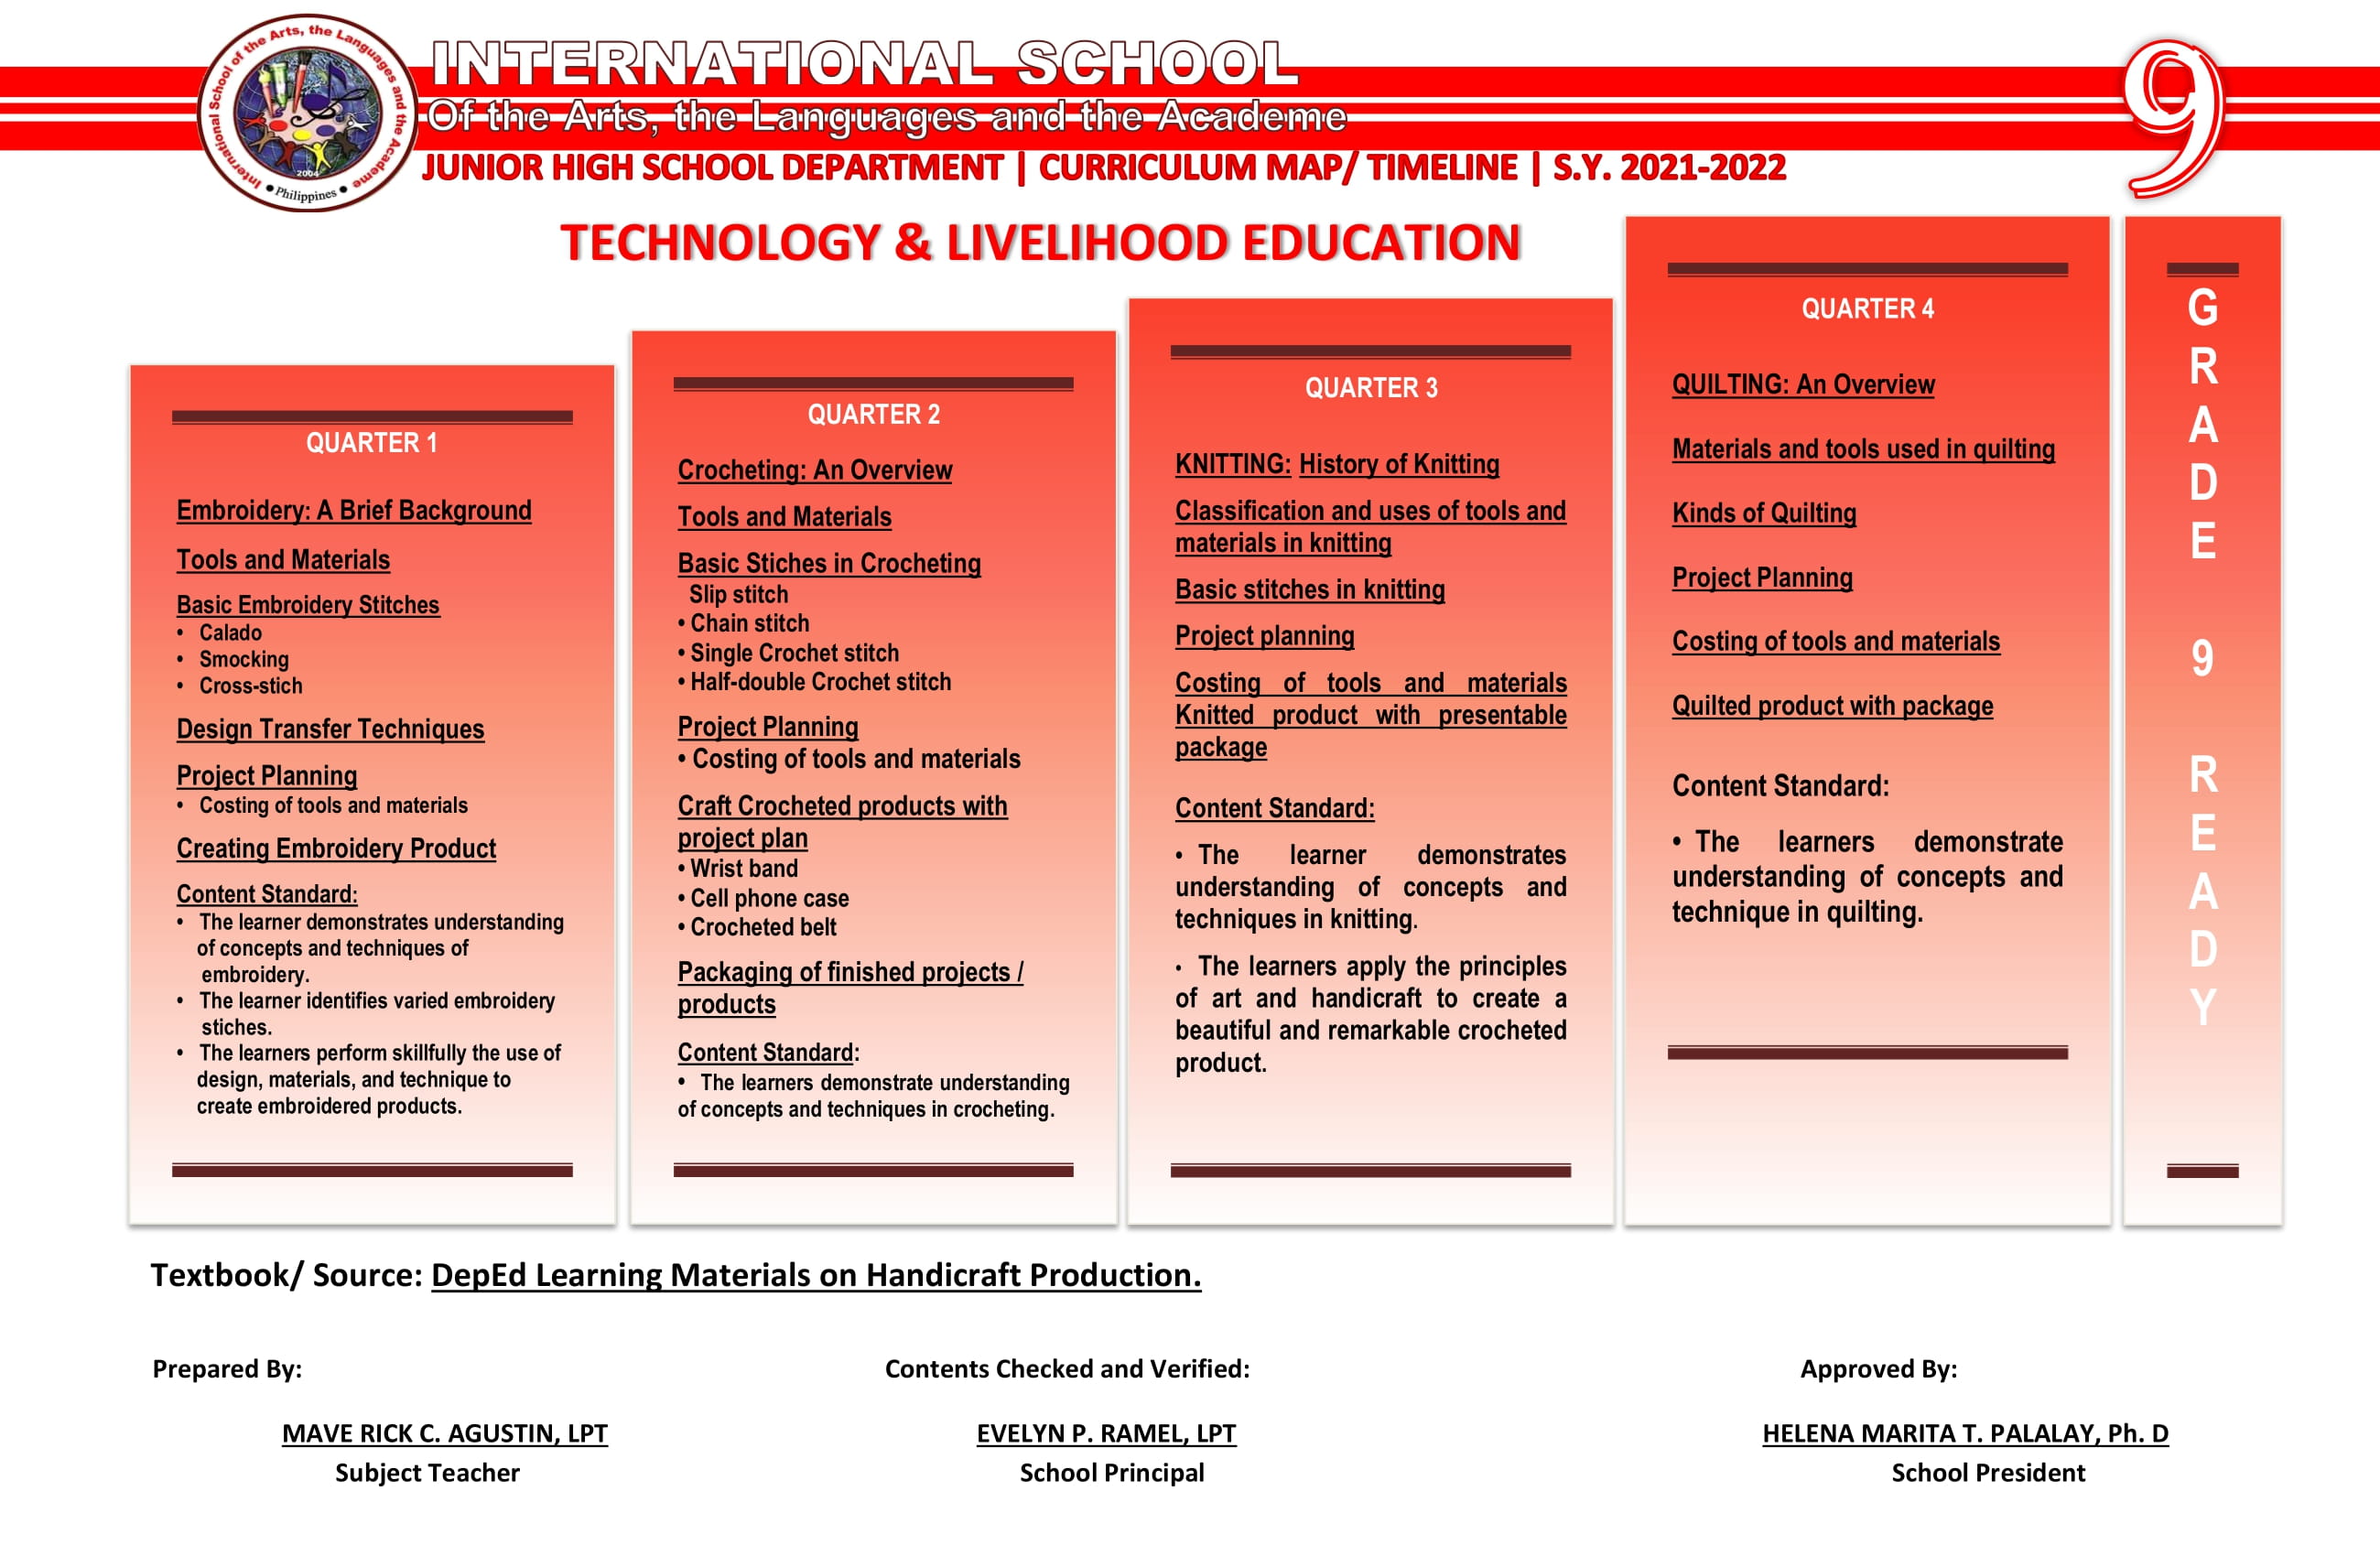 International School of the Arts, the Languages and the Academe
2004
• Philippines •
INTERNATIONAL SCHOOL
Of the Arts, the Languages and the Academe
JUNIOR HIGH SCHOOL DEPARTMENT | CURRICULUM MAP/ TIMELINE | S.Y. 2021-2022
9
TECHNOLOGY & LIVELIHOOD EDUCATION
QUARTER 1
Embroidery: A Brief Background
Tools and Materials
Basic Embroidery Stitches
• Calado
• Smocking
• Cross-stich
Design Transfer Techniques
Project Planning
• Costing of tools and materials
Creating Embroidery Product
Content Standard:
• The learner demonstrates understanding
of concepts and techniques of
embroidery.
• The learner identifies varied embroidery
stiches.
• The learners perform skillfully the use of
design, materials, and technique to
create embroidered products.
QUARTER 2
Crocheting: An Overview
Tools and Materials
Basic Stiches in Crocheting
Slip stitch
• Chain stitch
• Single Crochet stitch
• Half-double Crochet stitch
Project Planning
• Costing of tools and materials
Craft Crocheted products with
project plan
• Wrist band
• Cell phone case
• Crocheted belt
Packaging of finished projects /
products
Content Standard:
• The learners demonstrate understanding
of concepts and techniques in crocheting.
QUARTER 3
KNITTING: History of Knitting
Classification and uses of tools and
materials in knitting
Basic stitches in knitting
Project planning
Costing of tools and materials
Knitted product with presentable
package
Content Standard:
• The learner demonstrates
understanding of concepts and
techniques in knitting.
• The learners apply the principles
of art and handicraft to create a
beautiful and remarkable crocheted
product.
QUARTER 4
QUILTING: An Overview
Materials and tools used in quilting
Kinds of Quilting
Project Planning
Costing of tools and materials
Quilted product with package
Content Standard:
• The learners demonstrate
understanding of concepts and
technique in quilting.
G
R
A
D
E
9
R
E
A
D
Y
Textbook/ Source: DepEd Learning Materials on Handicraft Production.
Prepared By:
Contents Checked and Verified:
Approved By:
MAVE RICK C. AGUSTIN, LPT
EVELYN P. RAMEL, LPT
HELENA MARITA T. PALALAY, Ph. D
Subject Teacher
School Principal
School President